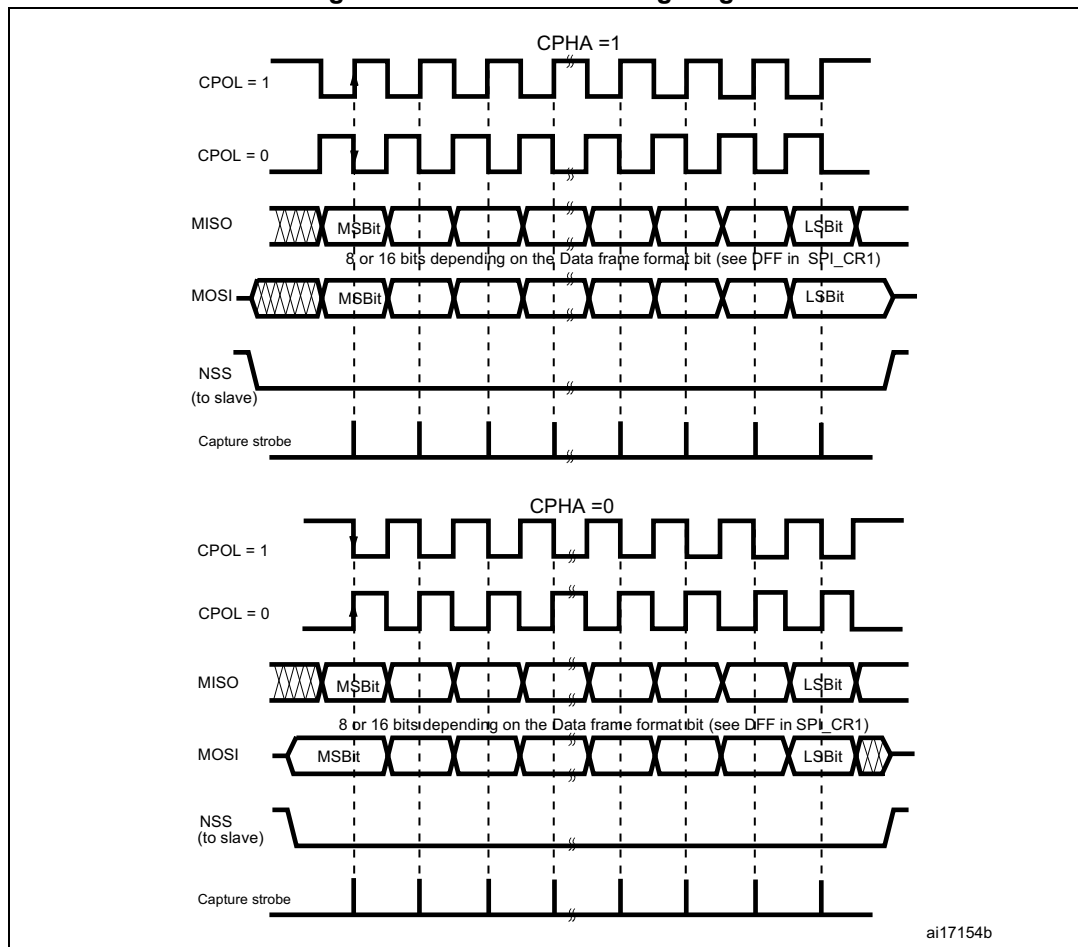 CPHA =1
CPOL = 1
CPOL = 0
MISO
MSBit
LSBit
8 or 16 bits depending on the Data frame format bit (see DFF in SPI_CR1)
MOSI
MSBit
LSBit
NSS
(to slave)
Capture strobe
CPHA =0
CPOL = 1
CPOL = 0
MISO
MSBit
LSBit
8 or 16 bits depending on the Data frame format bit (see DFF in SPI_CR1)
MOSI
MSBit
LSBit
NSS
(to slave)
Capture strobe
ai17154b